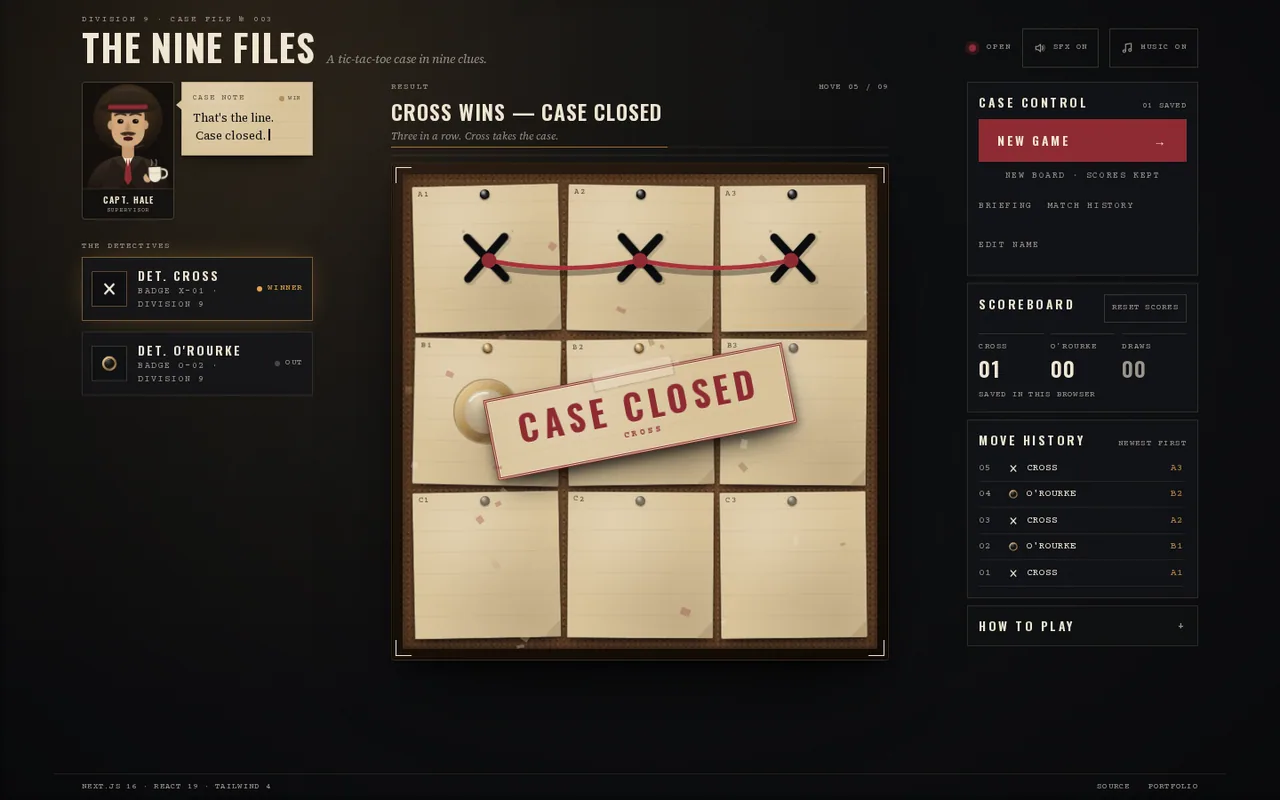 DIVISION 9 · CASE FILE № 003
THE NINE FILES
A tic-tac-toe case in nine clues.
OPEN
SFX ON
MUSIC ON
CASE NOTE
WIN
That's the line.
Case closed.
CAPT. HALE
SUPERVISOR
THE DETECTIVES
DET. CROSS
BADGE X-01 ·
DIVISION 9
WINNER
DET. O'ROURKE
BADGE O-02 ·
DIVISION 9
OUT
RESULT
MOVE 05 / 09
CROSS WINS — CASE CLOSED
Three in a row. Cross takes the case.
A1
A2
A3
B1
B2
B3
CASE CLOSED
CROSS
C1
C2
C3
CASE CONTROL
01 SAVED
NEW GAME →
NEW BOARD · SCORES KEPT
BRIEFING
MATCH HISTORY
EDIT NAME
SCOREBOARD
RESET SCORES
CROSS
O'ROURKE
DRAWS
01
00
00
SAVED IN THIS BROWSER
MOVE HISTORY
NEWEST FIRST
05 CROSS A3
04 O'ROURKE B2
03 CROSS A2
02 O'ROURKE B1
01 CROSS A1
HOW TO PLAY +
NEXT.JS 16 · REACT 19 · TAILWIND 4
SOURCE
PORTFOLIO